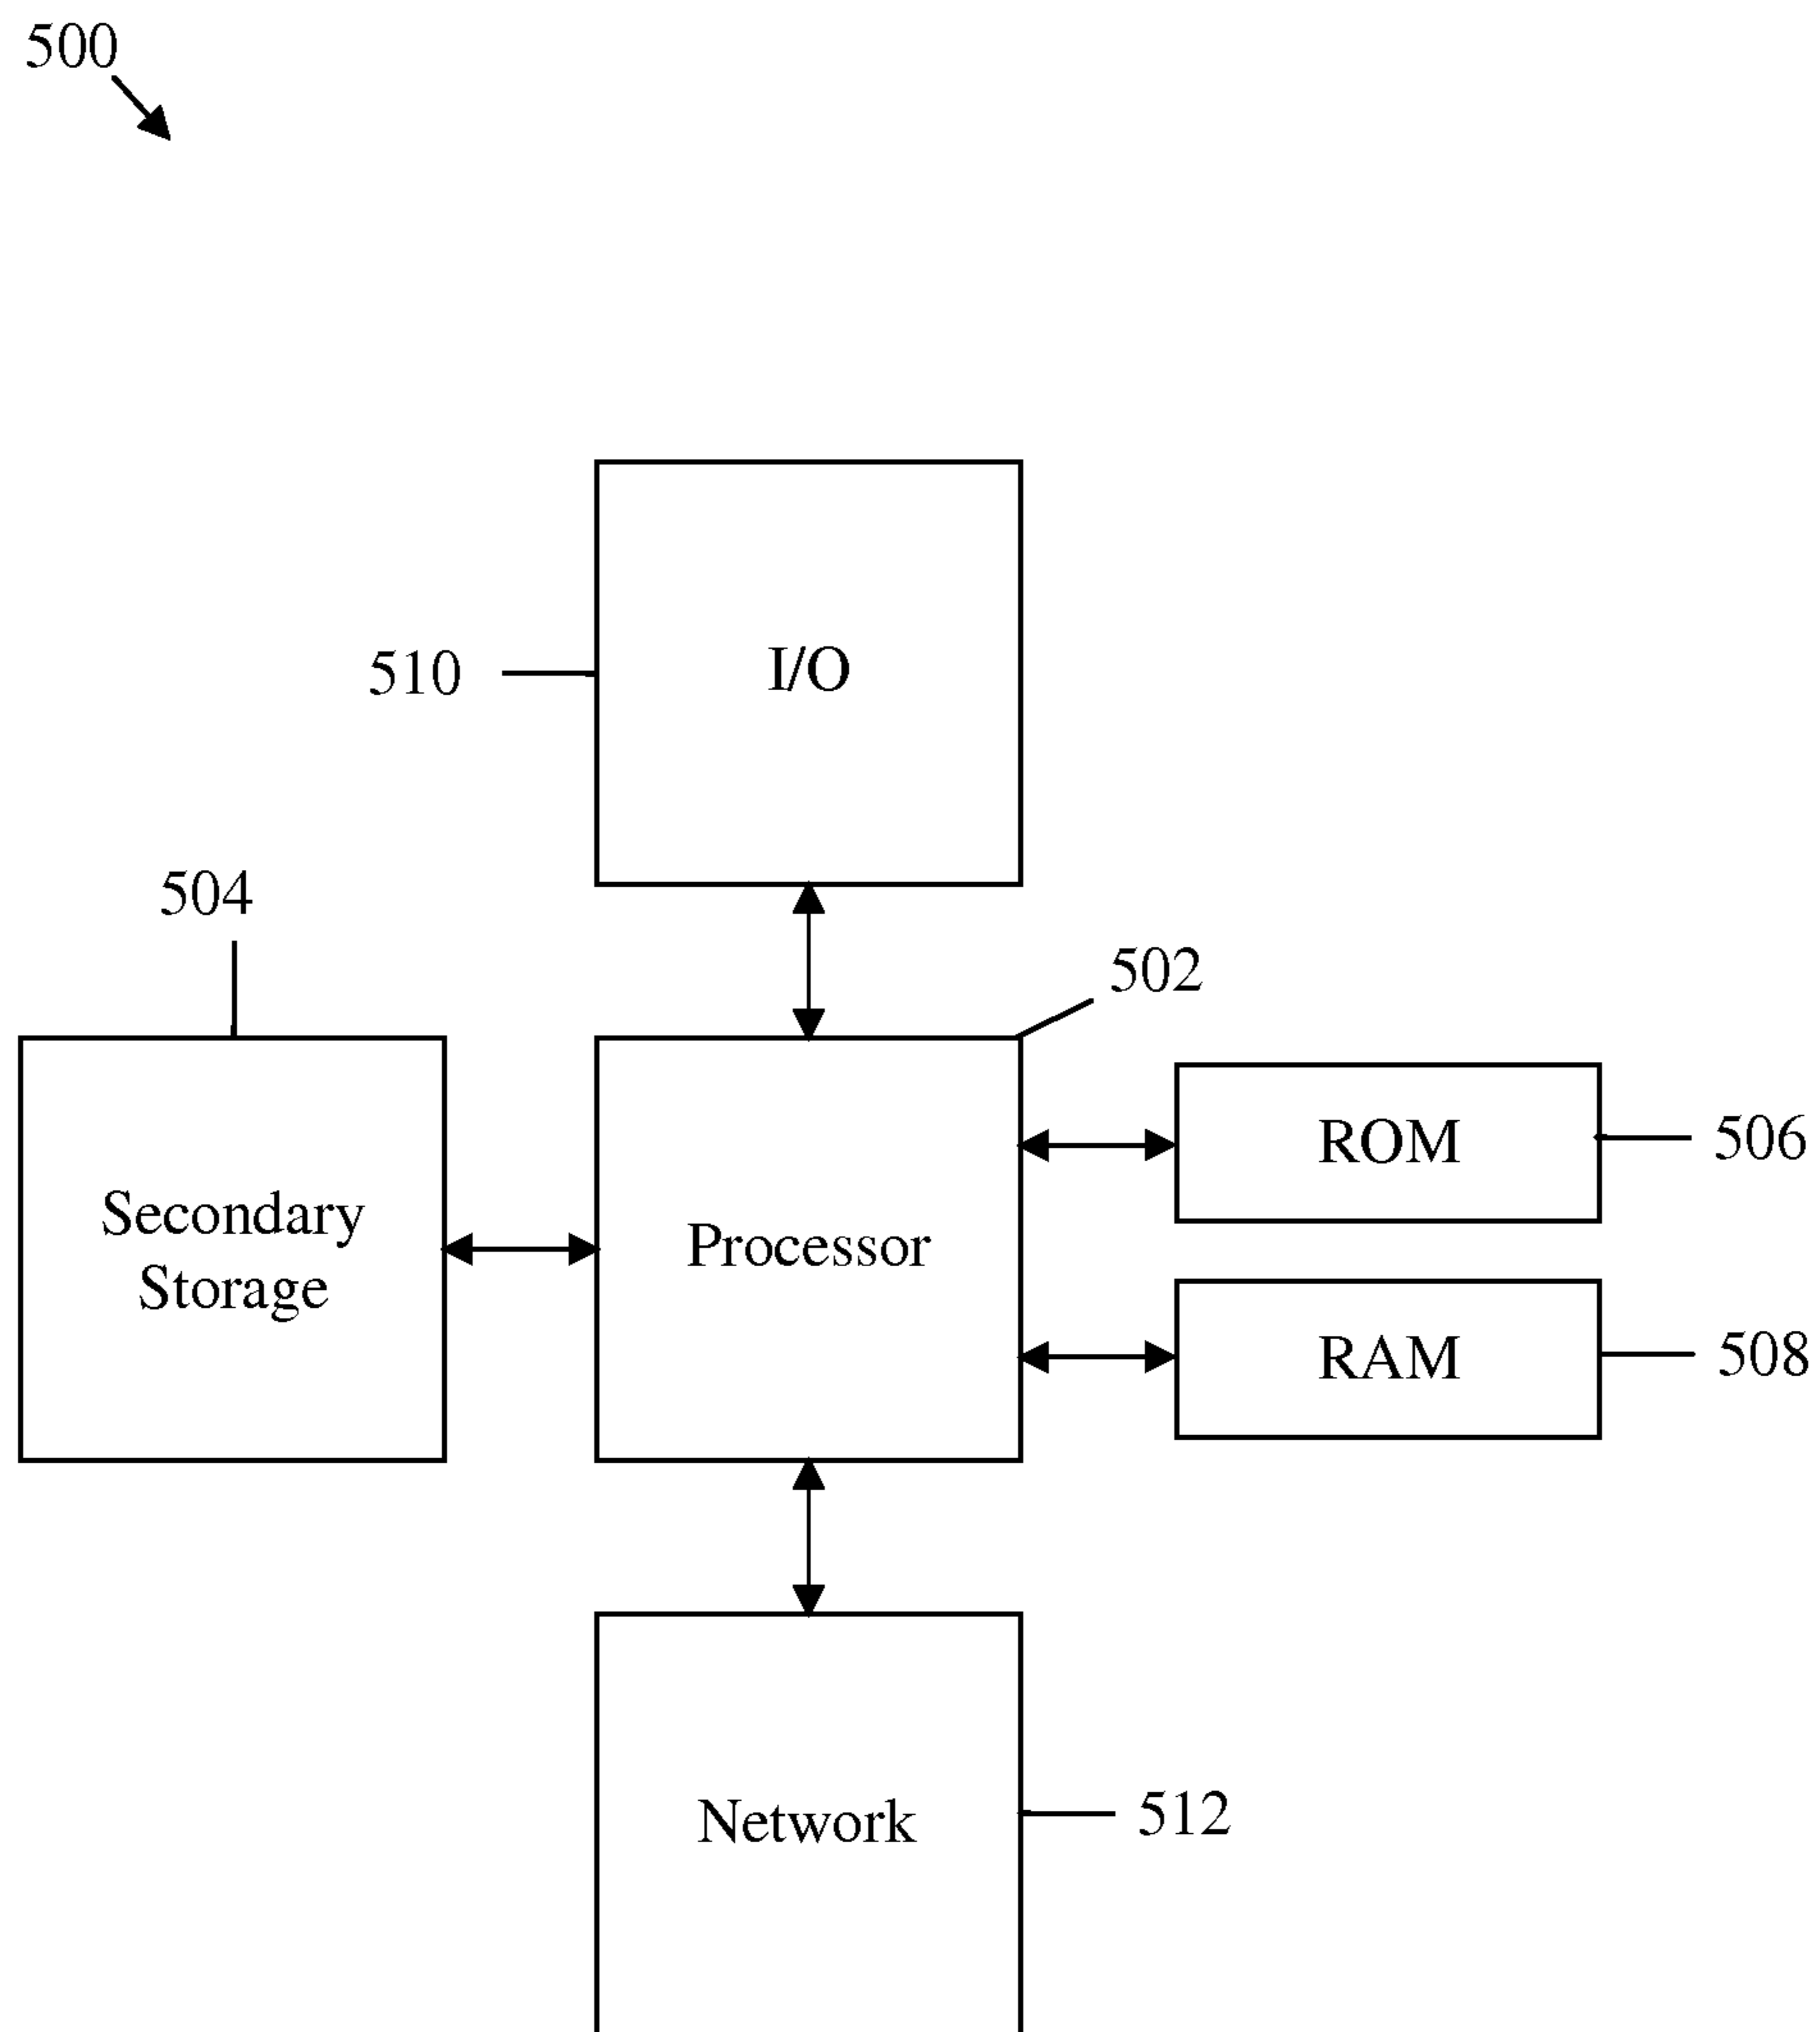 500
I/O
510
504
502
ROM
506
Secondary
Storage
Processor
RAM
508
Network
512